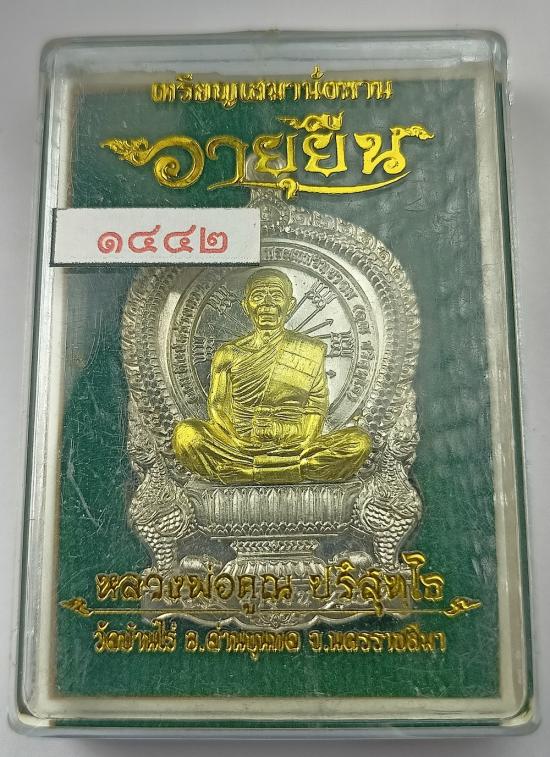 เหรียญเสมานั่งพาน
อายุยืน
๑๔๔๒
หลวงพ่อคูณ ปริสุทฺโธ
วัดบ้านไร่ อ.ด่านขุนทด จ.นครราชสีมา